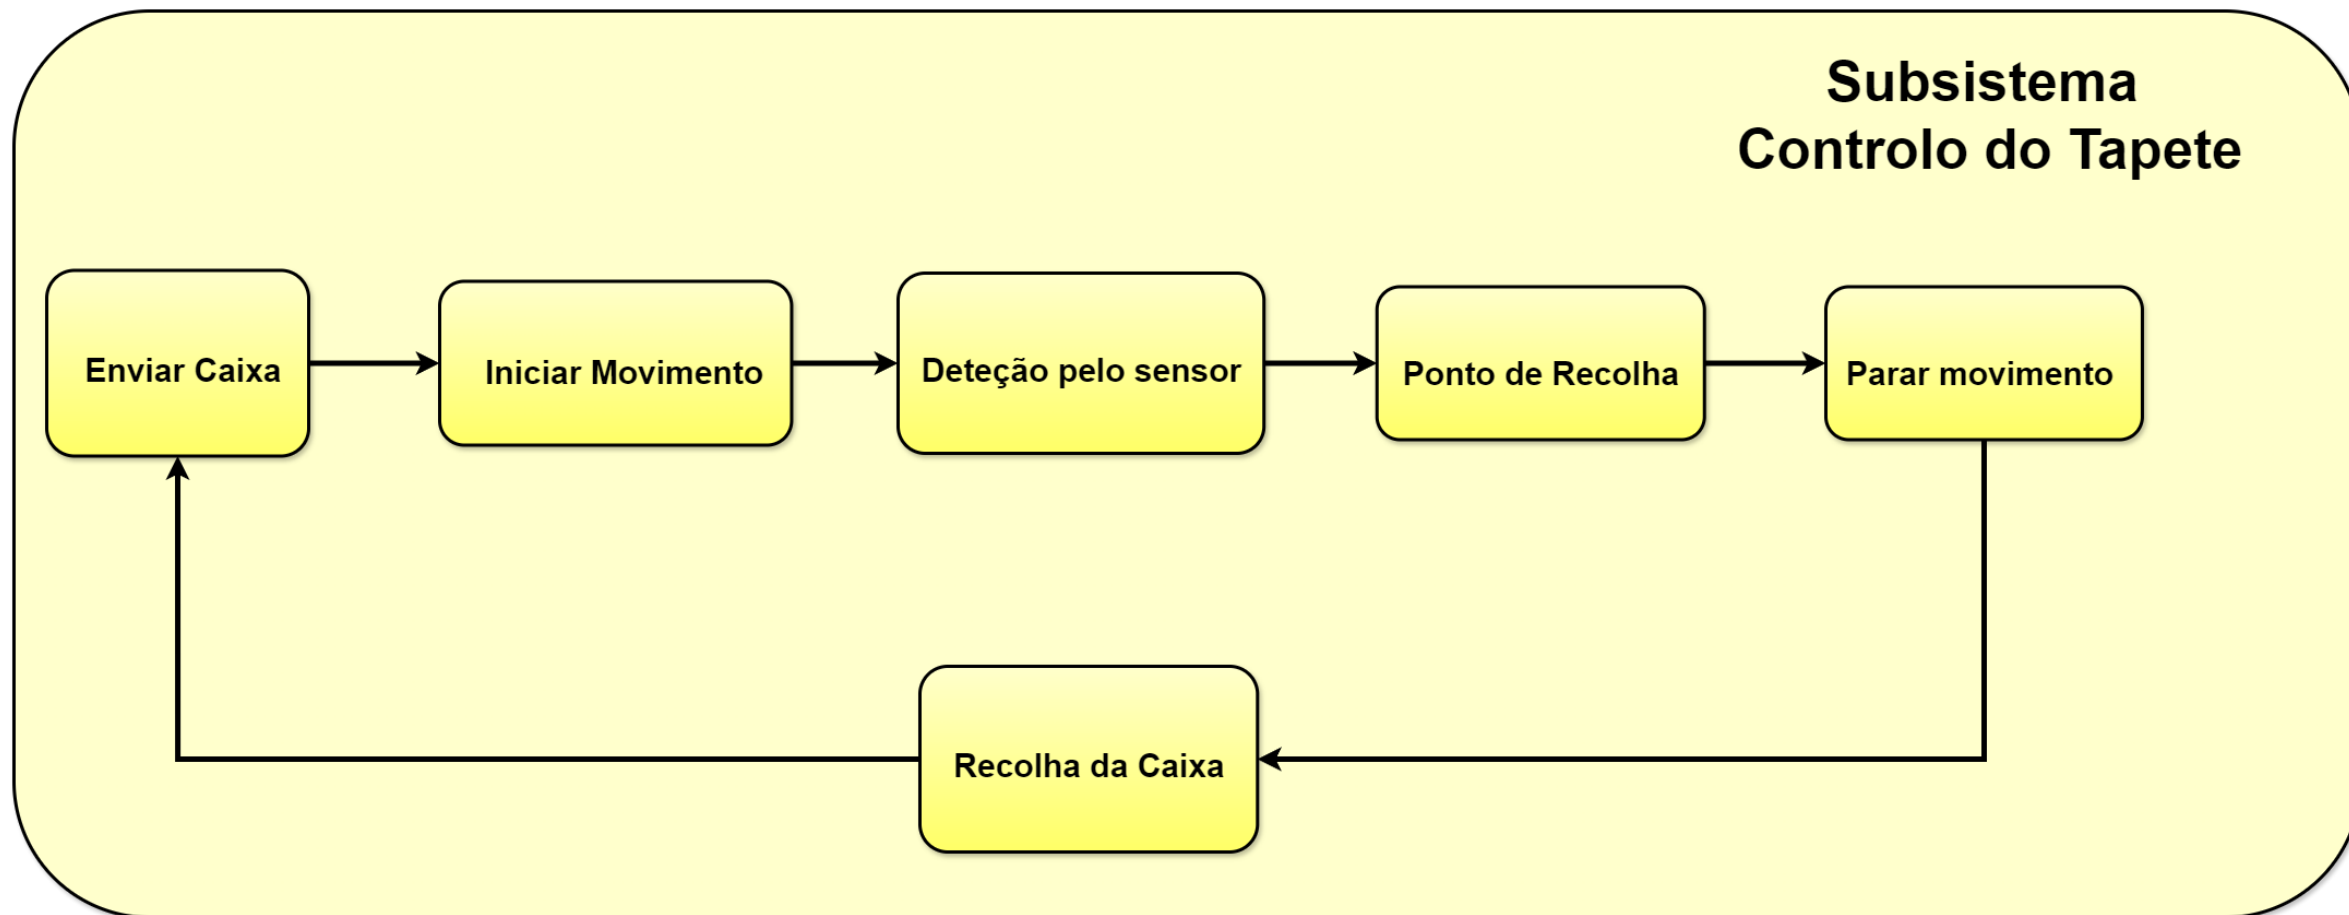 Subsistema
Controlo do Tapete
Enviar Caixa
Iniciar Movimento
Deteção pelo sensor
Ponto de Recolha
Parar movimento
Recolha da Caixa